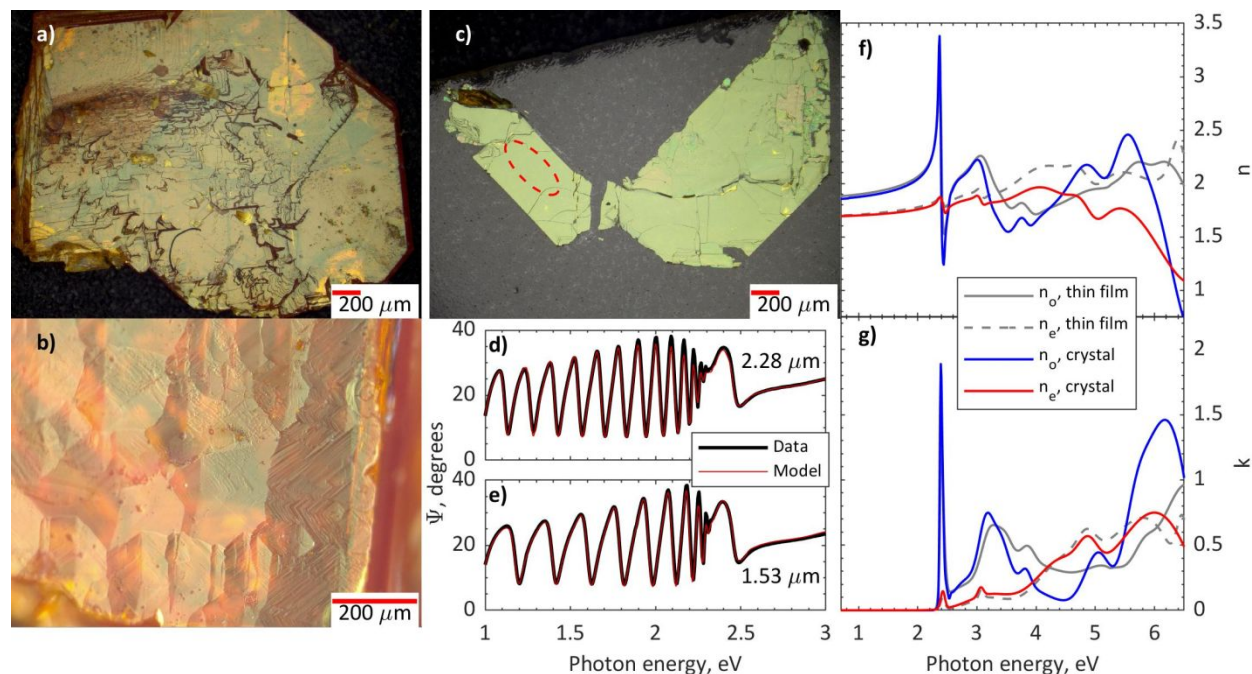 a)
200 μm
b)
200 μm
c)
200 μm
d)
2.28 μm
Data
Model
e)
1.53 μm
40
20
0
40
20
0
Ψ, degrees
1 1.5 2 2.5 3
Photon energy, eV
f)
3.5
3
2.5
2
1.5
1
n
n_o, thin film
n_e, thin film
n_o, crystal
n_e, crystal
g)
2
1.5
1
0.5
0
k
1 2 3 4 5 6
Photon energy, eV